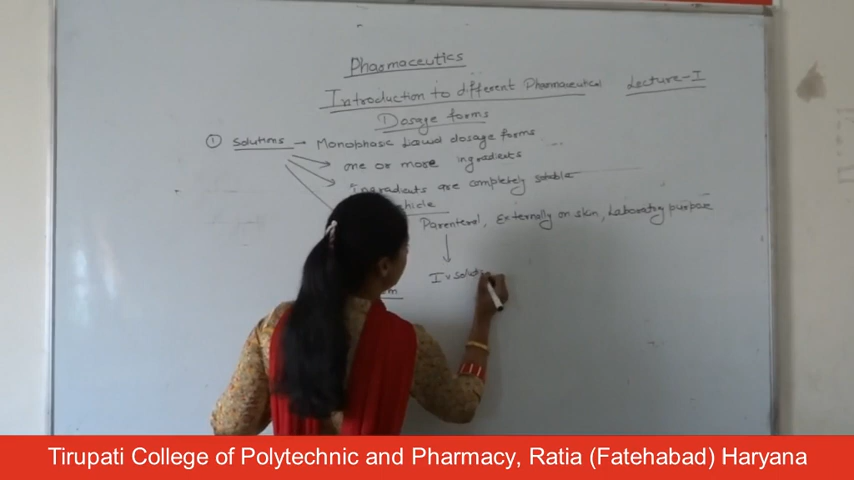 Pharmaceutics
Introduction to different Pharmaceutical Lecture-I
Dosage forms
① Solutions → Monophasic Liquid dosage forms
one or more ingredients
Ingredients are completely soluble
vehicle
Parenteral, Externally on skin, Laboratory purpose
Iv solution
Tirupati College of Polytechnic and Pharmacy, Ratia (Fatehabad) Haryana